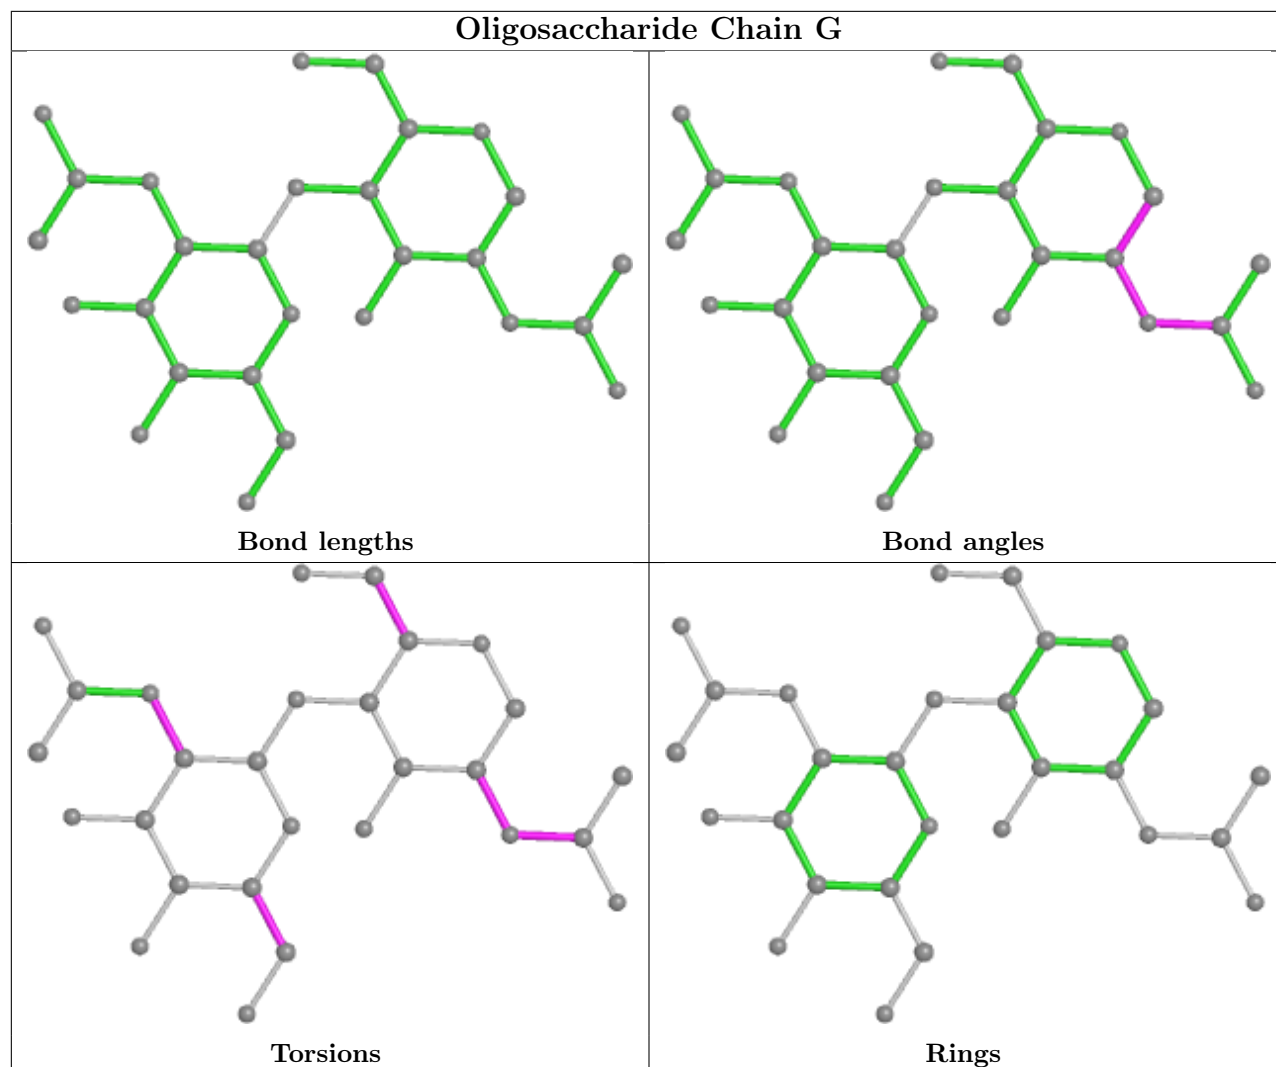 Oligosaccharide Chain G
Bond lengths
Bond angles
Torsions
Rings